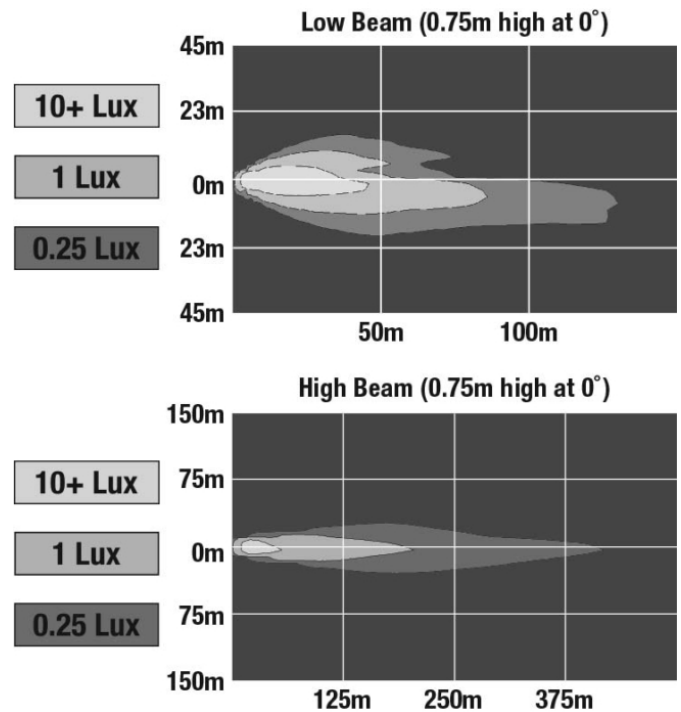 Low Beam (0.75m high at 0˚)
10+ Lux
1 Lux
0.25 Lux
45m
23m
0m
23m
45m
50m 100m
High Beam (0.75m high at 0˚)
10+ Lux
1 Lux
0.25 Lux
150m
75m
0m
75m
150m
125m 250m 375m